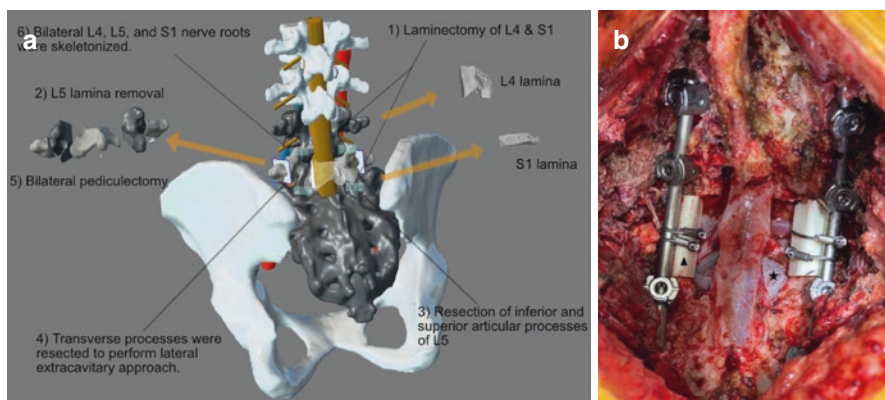 a
6) Bilateral L4, L5, and S1 nerve roots
were skeletonized.
1) Laminectomy of L4 & S1
L4 lamina
2) L5 lamina removal
S1 lamina
5) Bilateral pediculectomy
3) Resection of inferior and
superior articular processes
of L5
4) Transverse processes were
resected to perform lateral
extracavitary approach.
b